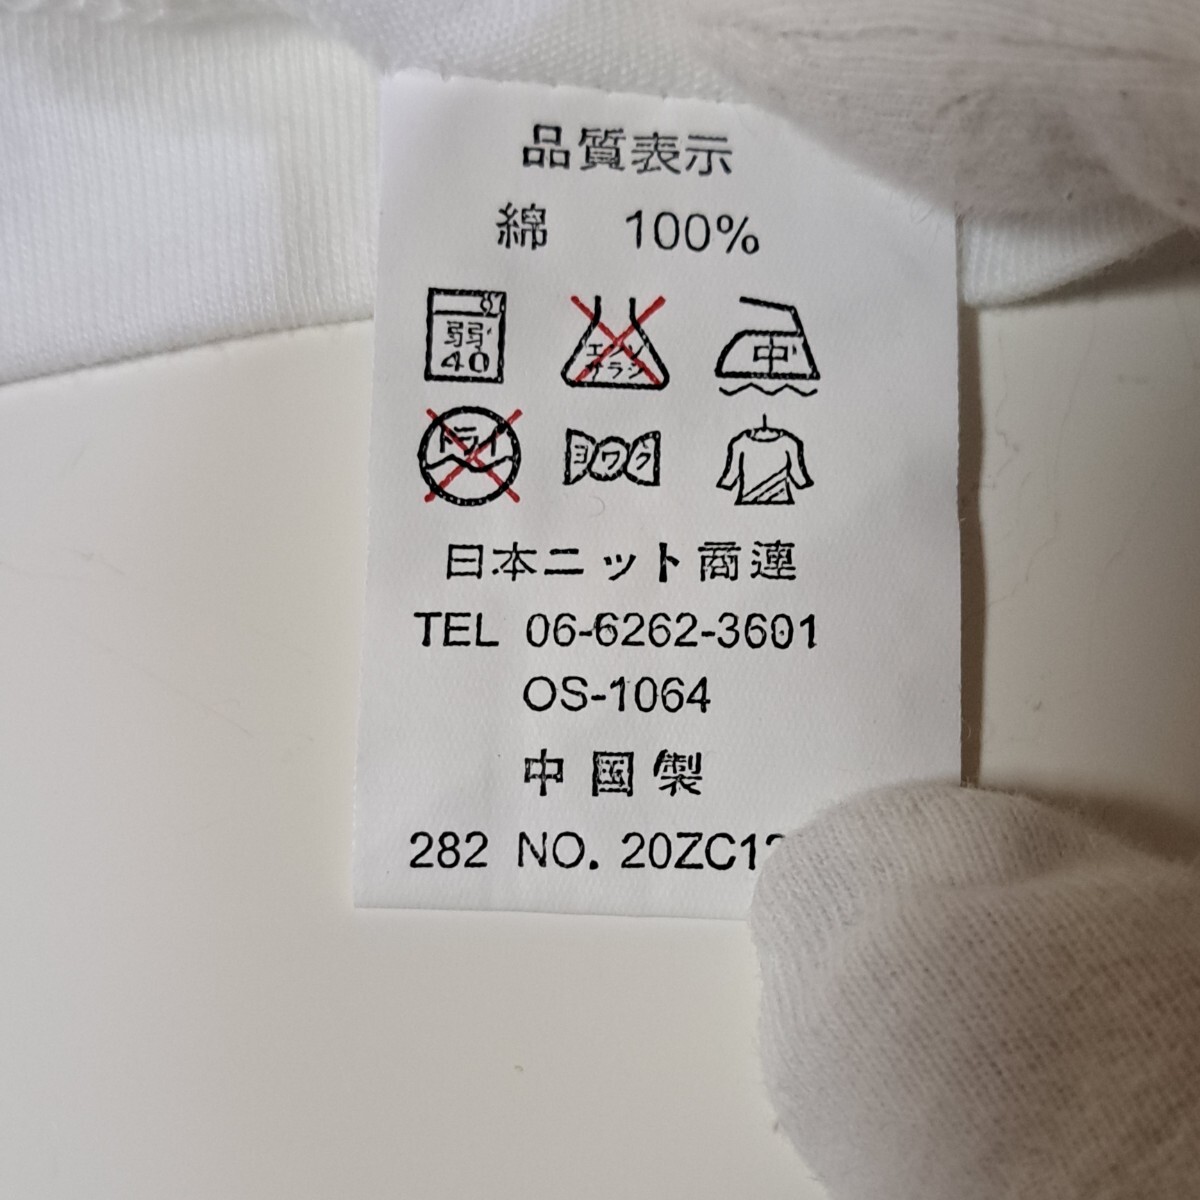 品質表示
綿 100%
弱
40
エンソ
サラシ
中
ドライ
ヨワク
日本ニット商連
TEL 06-6262-3601
OS-1064
中国製
282 NO. 20ZC12